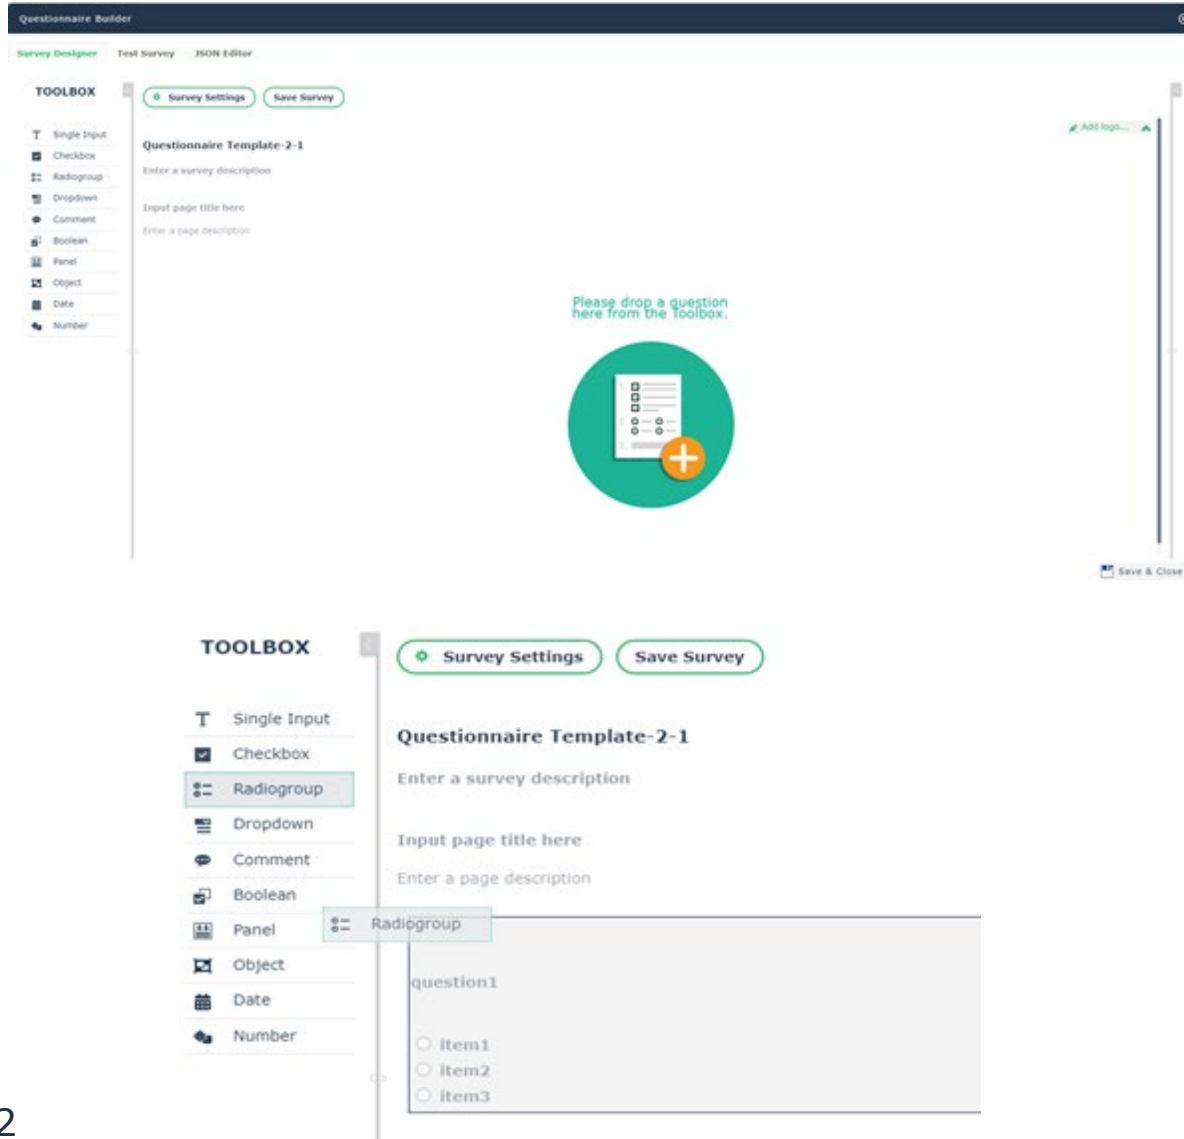 Questionnaire Builder
Survey Designer Test Survey JSON Editor
TOOLBOX
Survey Settings Save Survey
Add logo...
Single Input
Questionnaire Template-2-1
Checkbox
Enter a survey description
Radiogroup
Dropdown
Input page title here
Comment
Enter a page description
Boolean
Panel
Object
Date
Number
Please drop a question
here from the Toolbox.
1.
2.
3.
Save & Close
TOOLBOX
Survey Settings Save Survey
Single Input
Questionnaire Template-2-1
Checkbox
Enter a survey description
Radiogroup
Dropdown
Input page title here
Comment
Enter a page description
Boolean
Panel
Radiogroup
Object
question1
Date
Number
item1
item2
item3
2